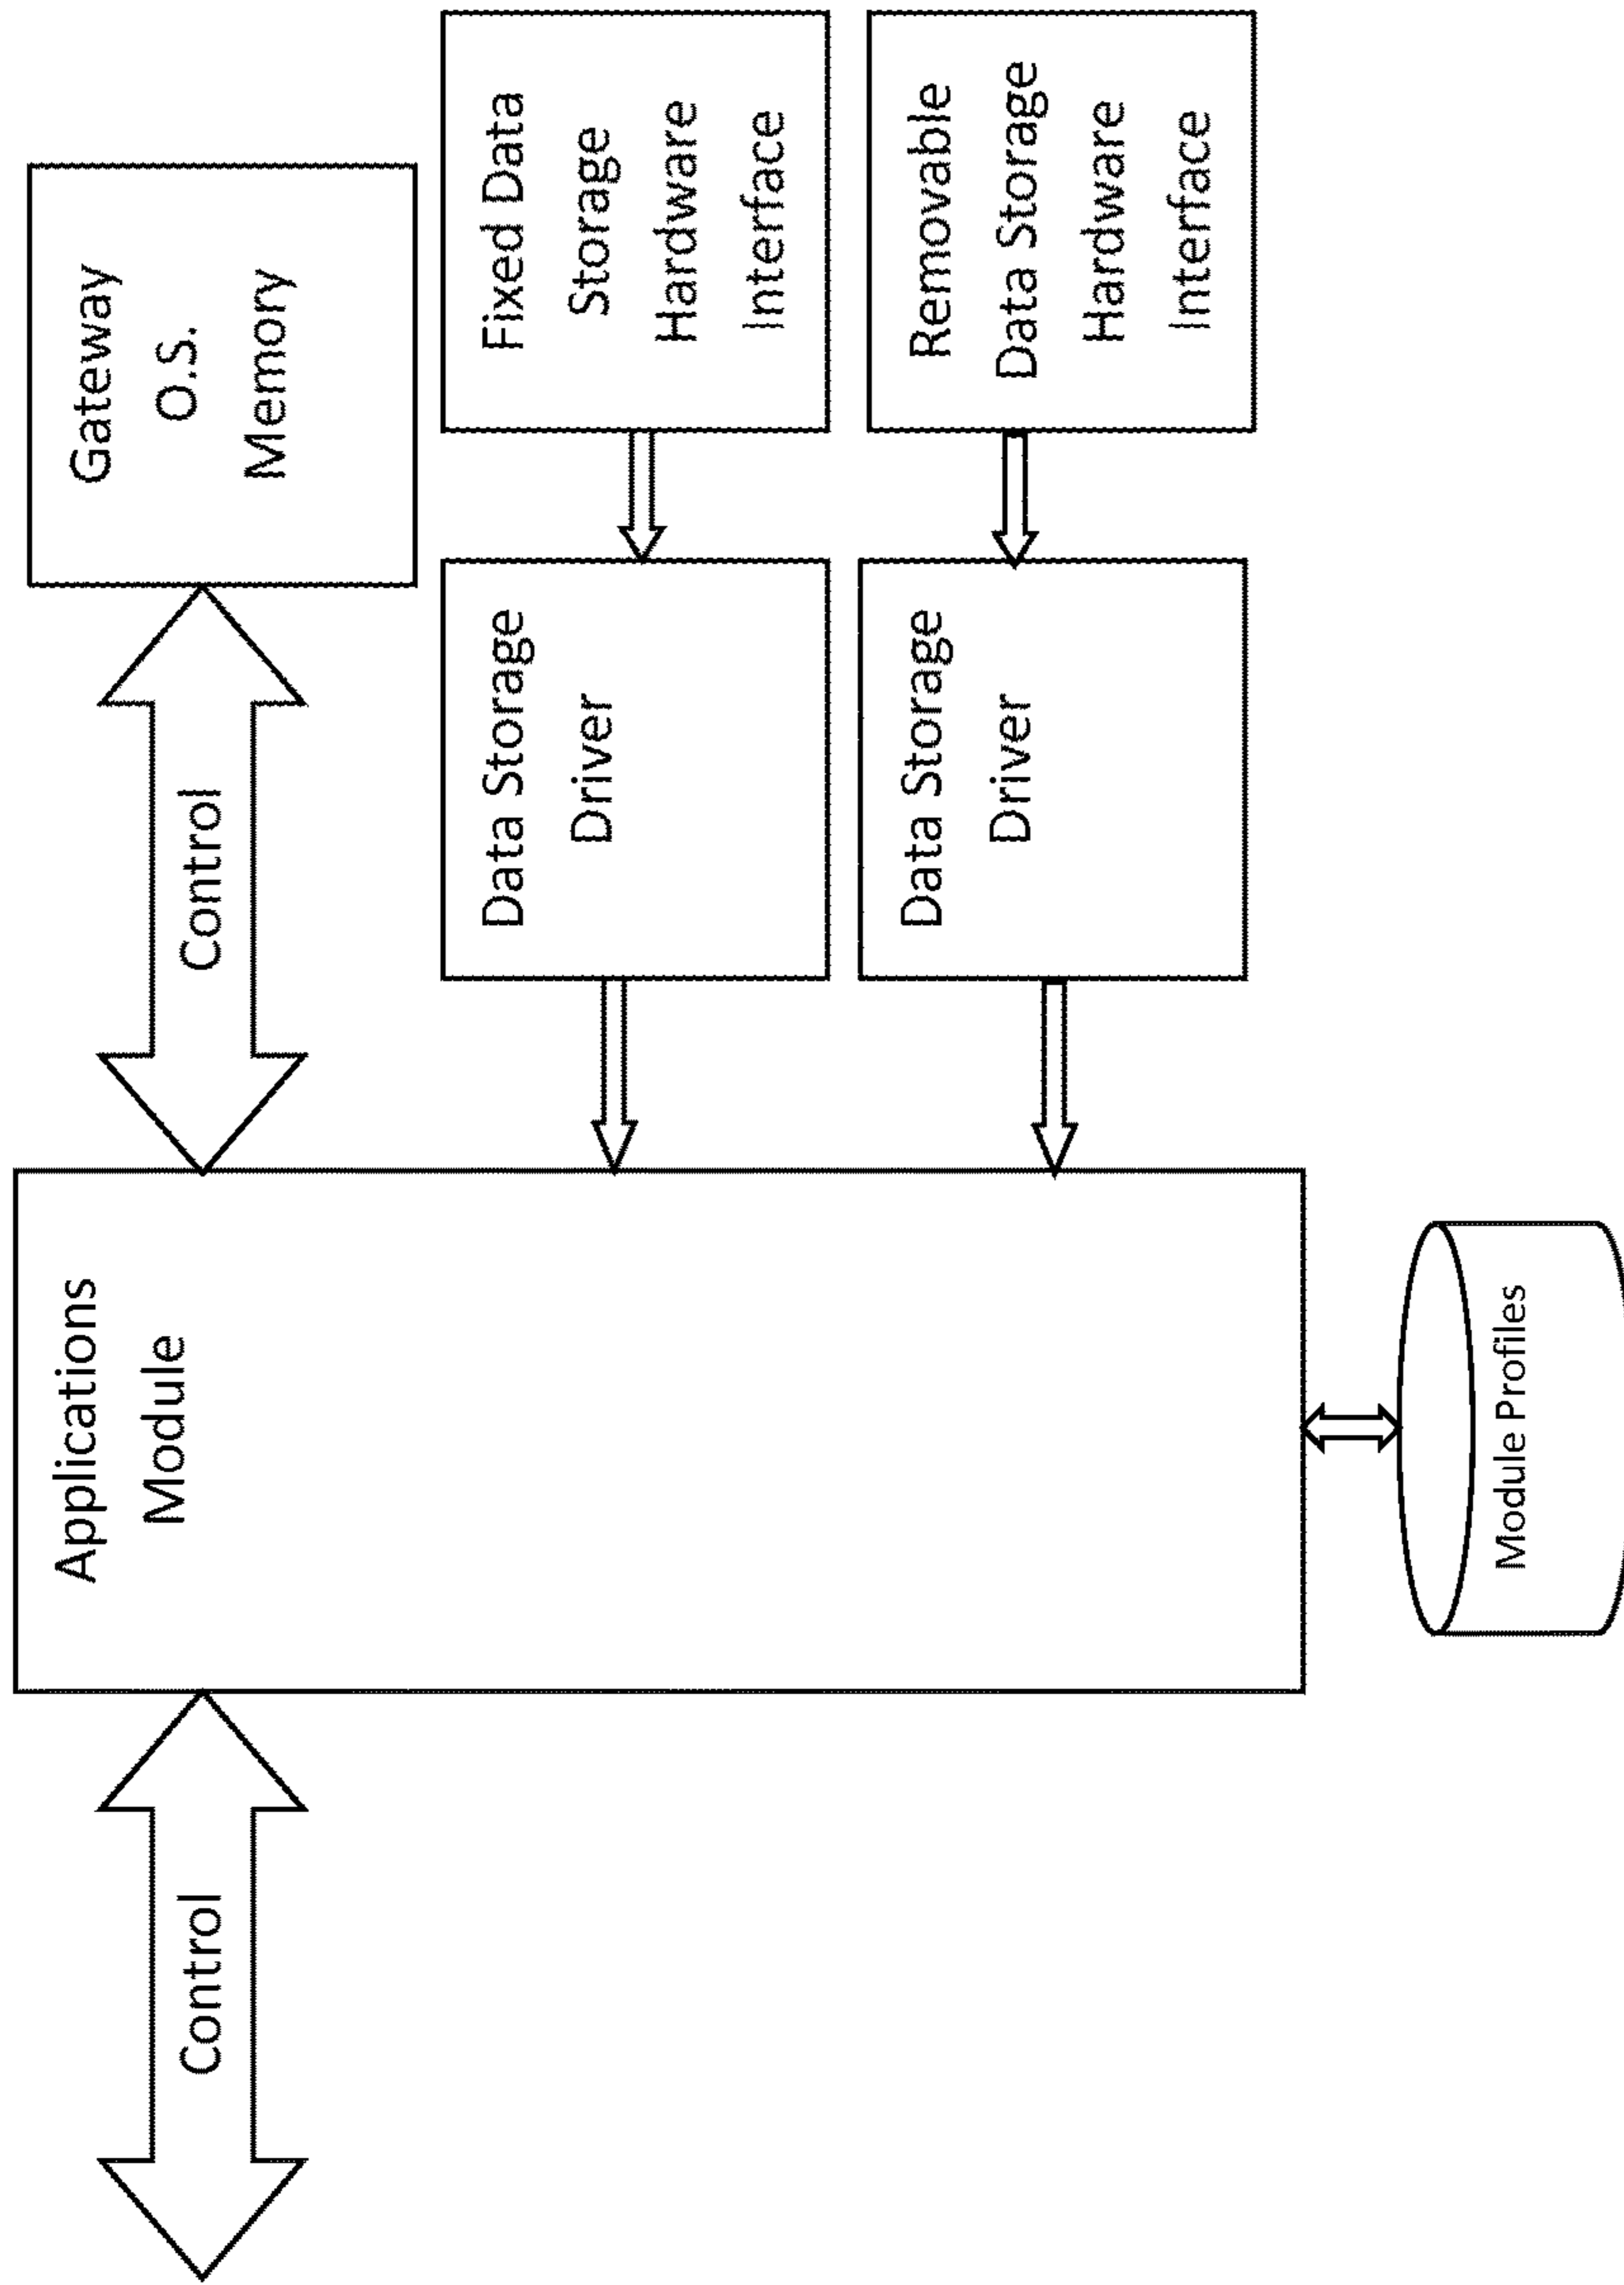 Control
Applications
Module
Control
Gateway
O.S.
Memory
Data Storage
Driver
Fixed Data
Storage
Hardware
Interface
Data Storage
Driver
Removable
Data Storage
Hardware
Interface
Module Profiles